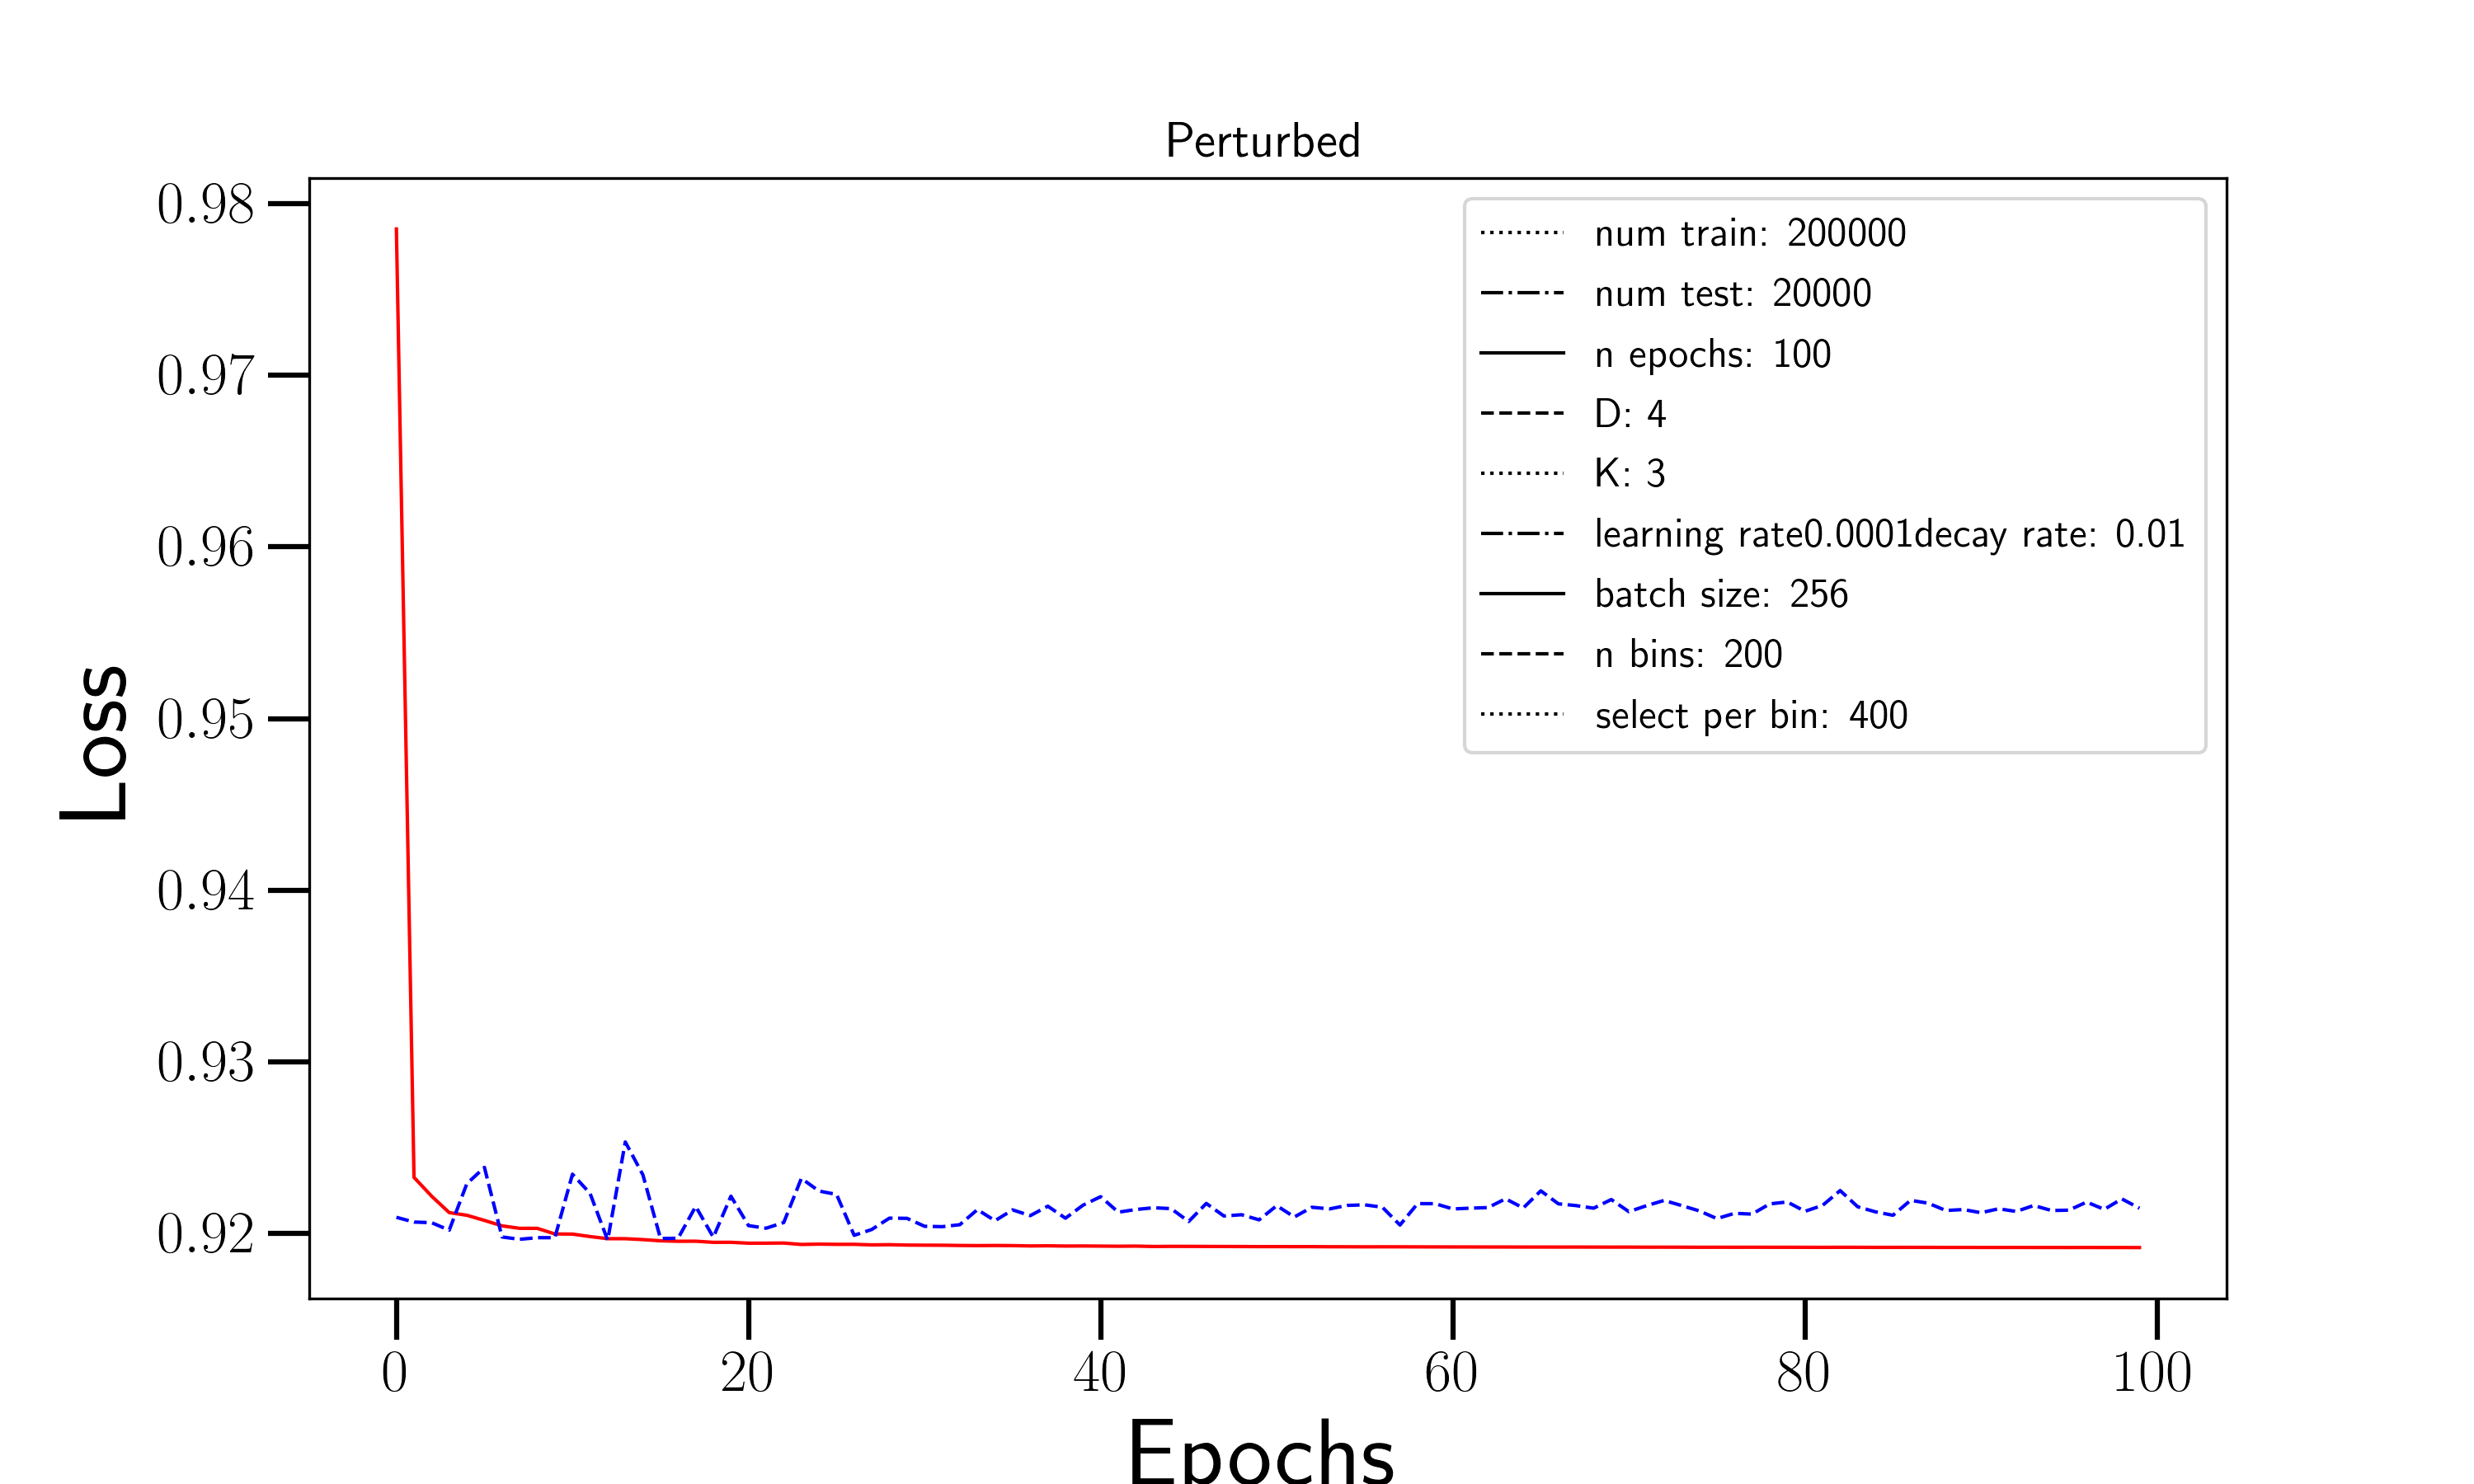 Perturbed
0.98
0.97
0.96
0.95
0.94
0.93
0.92
Loss
num train: 200000
num test: 20000
n epochs: 100
D: 4
K: 3
learning rate0.0001decay rate: 0.01
batch size: 256
n bins: 200
select per bin: 400
0 20 40 60 80 100
Epochs